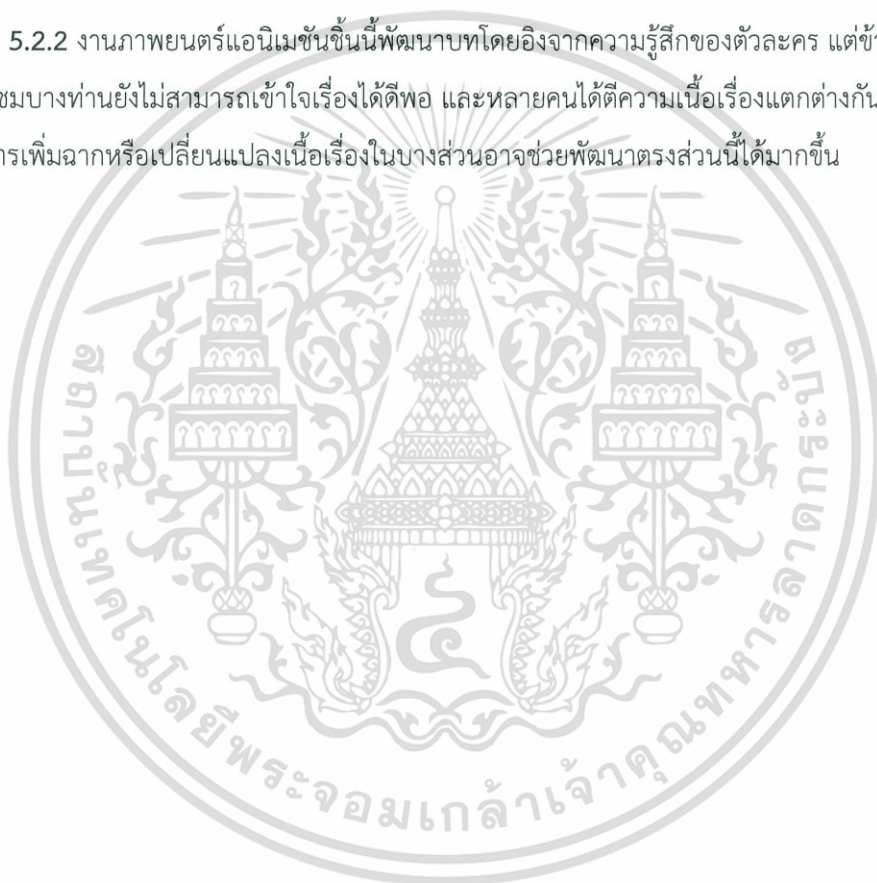 5.2.2 งานภาพยนตร์แอนิเมชันชิ้นนี้พัฒนาบทโดยอิงจากความรู้สึกของตัวละคร แต่ข้า
ชมบางท่านยังไม่สามารถเข้าใจเรื่องได้ดีพอ และหลายคนได้ตีความเนื้อเรื่องแตกต่างกัน
ารเพิ่มฉากหรือเปลี่ยนแปลงเนื้อเรื่องในบางส่วนอาจช่วยพัฒนาตรงส่วนนี้ได้มากขึ้น
สถาบันเทคโนโลยีพระจอมเกล้าเจ้าคุณทหารลาดกระบัง
๔